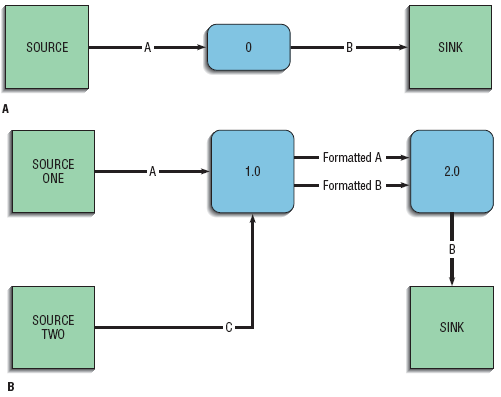 SOURCE
A
0
B
SINK
A
SOURCE
ONE
A
1.0
Formatted A
Formatted B
2.0
B
SOURCE
TWO
C
SINK
B